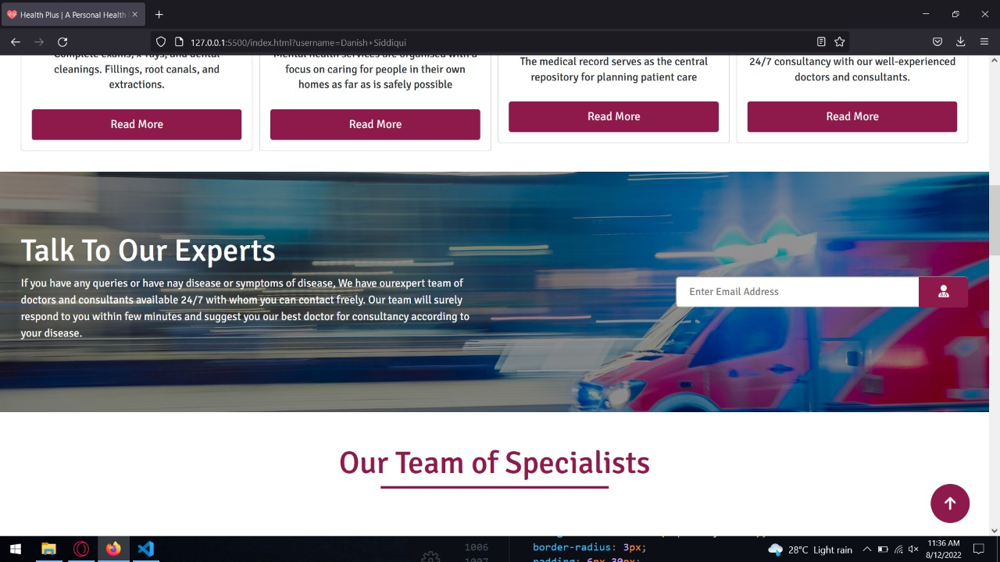 Health Plus | A Personal Health
127.0.0.1:5500/index.html?username=Danish+Siddiqui
Complete exams, x-rays, and dental
cleanings. Fillings, root canals, and
extractions.
Read More
Mental health services are organised with a
focus on caring for people in their own
homes as far as is safely possible
Read More
The medical record serves as the central
repository for planning patient care
Read More
24/7 consultancy with our well-experienced
doctors and consultants.
Read More
Talk To Our Experts
If you have any queries or have nay disease or symptoms of disease, We have ourexpert team of
doctors and consultants available 24/7 with whom you can contact freely. Our team will surely
respond to you within few minutes and suggest you our best doctor for consultancy according to
your disease.
Enter Email Address
Our Team of Specialists
1006 border-radius: 3px;
1007 padding: 6px 30px;
28°C Light rain
11:36 AM
8/12/2022